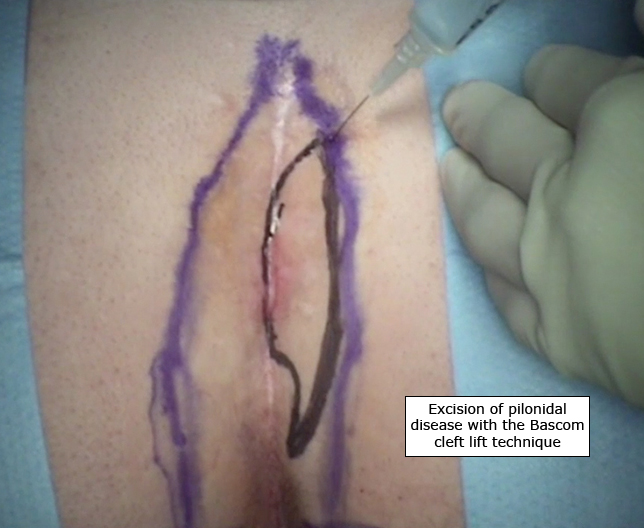 Excision of pilonidal
disease with the Bascom
cleft lift technique